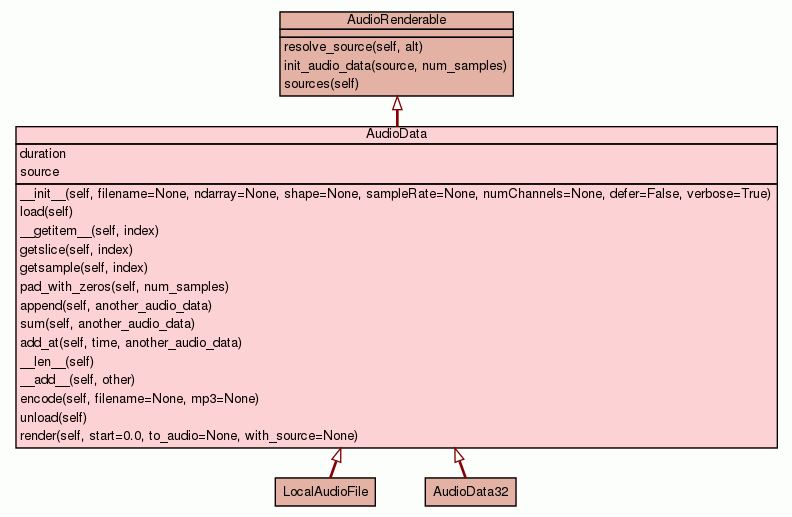 AudioRenderable
resolve_source(self, alt)
init_audio_data(source, num_samples)
sources(self)
AudioData
duration
source
__init__(self, filename=None, ndarray=None, shape=None, sampleRate=None, numChannels=None, defer=False, verbose=True)
load(self)
__getitem__(self, index)
getslice(self, index)
getsample(self, index)
pad_with_zeros(self, num_samples)
append(self, another_audio_data)
sum(self, another_audio_data)
add_at(self, time, another_audio_data)
__len__(self)
__add__(self, other)
encode(self, filename=None, mp3=None)
unload(self)
render(self, start=0.0, to_audio=None, with_source=None)
LocalAudioFile
AudioData32